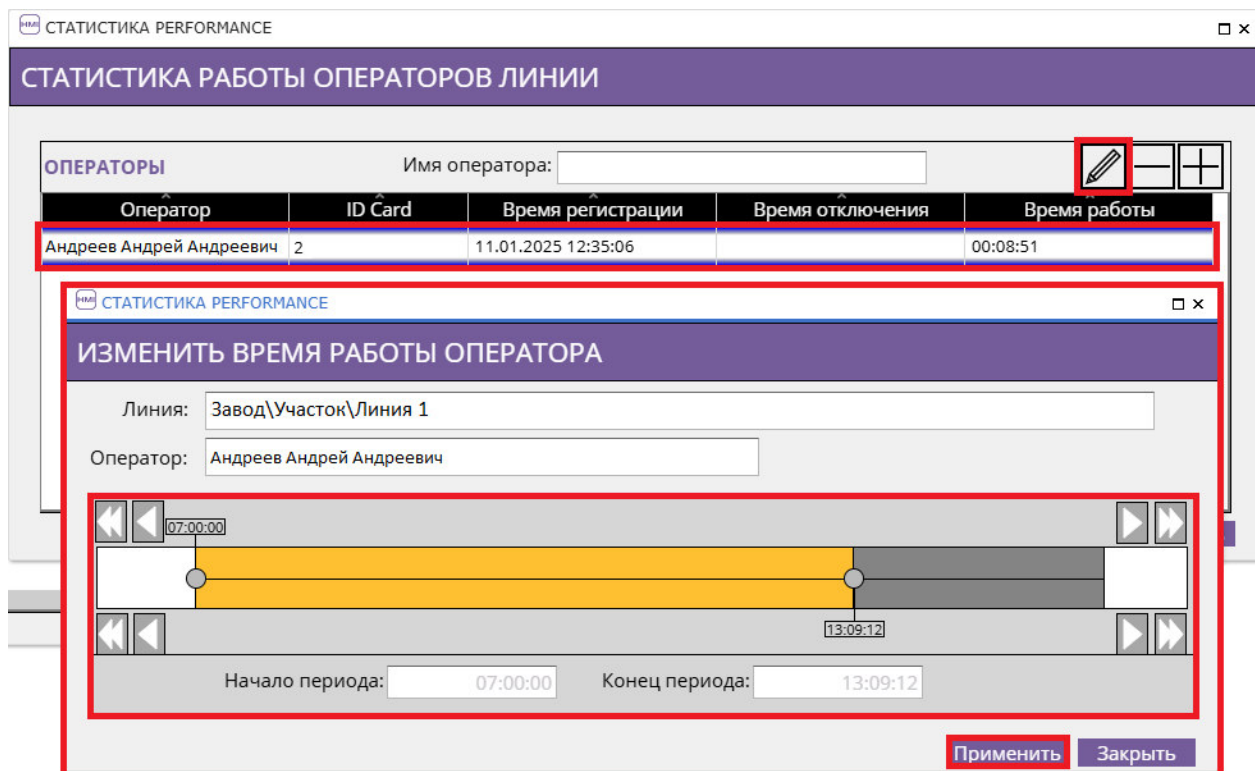 HMI СТАТИСТИКА PERFORMANCE
СТАТИСТИКА РАБОТЫ ОПЕРАТОРОВ ЛИНИИ
ОПЕРАТОРЫ Имя оператора:
Оператор ID Card Время регистрации Время отключения Время работы
Андреев Андрей Андреевич 2 11.01.2025 12:35:06 00:08:51
HMI СТАТИСТИКА PERFORMANCE
ИЗМЕНИТЬ ВРЕМЯ РАБОТЫ ОПЕРАТОРА
Линия: Завод\Участок\Линия 1
Оператор: Андреев Андрей Андреевич
07:00:00
13:09:12
Начало периода: 07:00:00 Конец периода: 13:09:12
Применить Закрыть